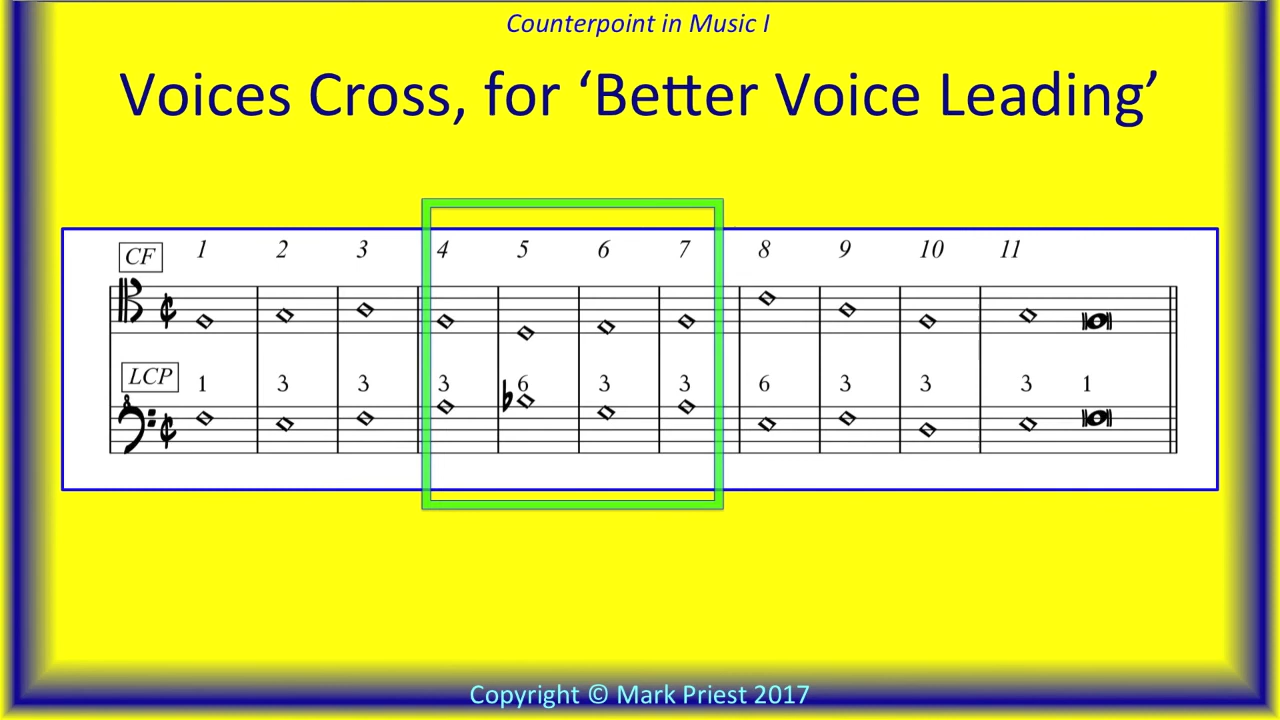 Counterpoint in Music I
Voices Cross, for ‘Better Voice Leading’
CF 1 2 3 4 5 6 7 8 9 10 11
LCP 1 3 3 3 6 3 3 6 3 3 3 1
Copyright © Mark Priest 2017